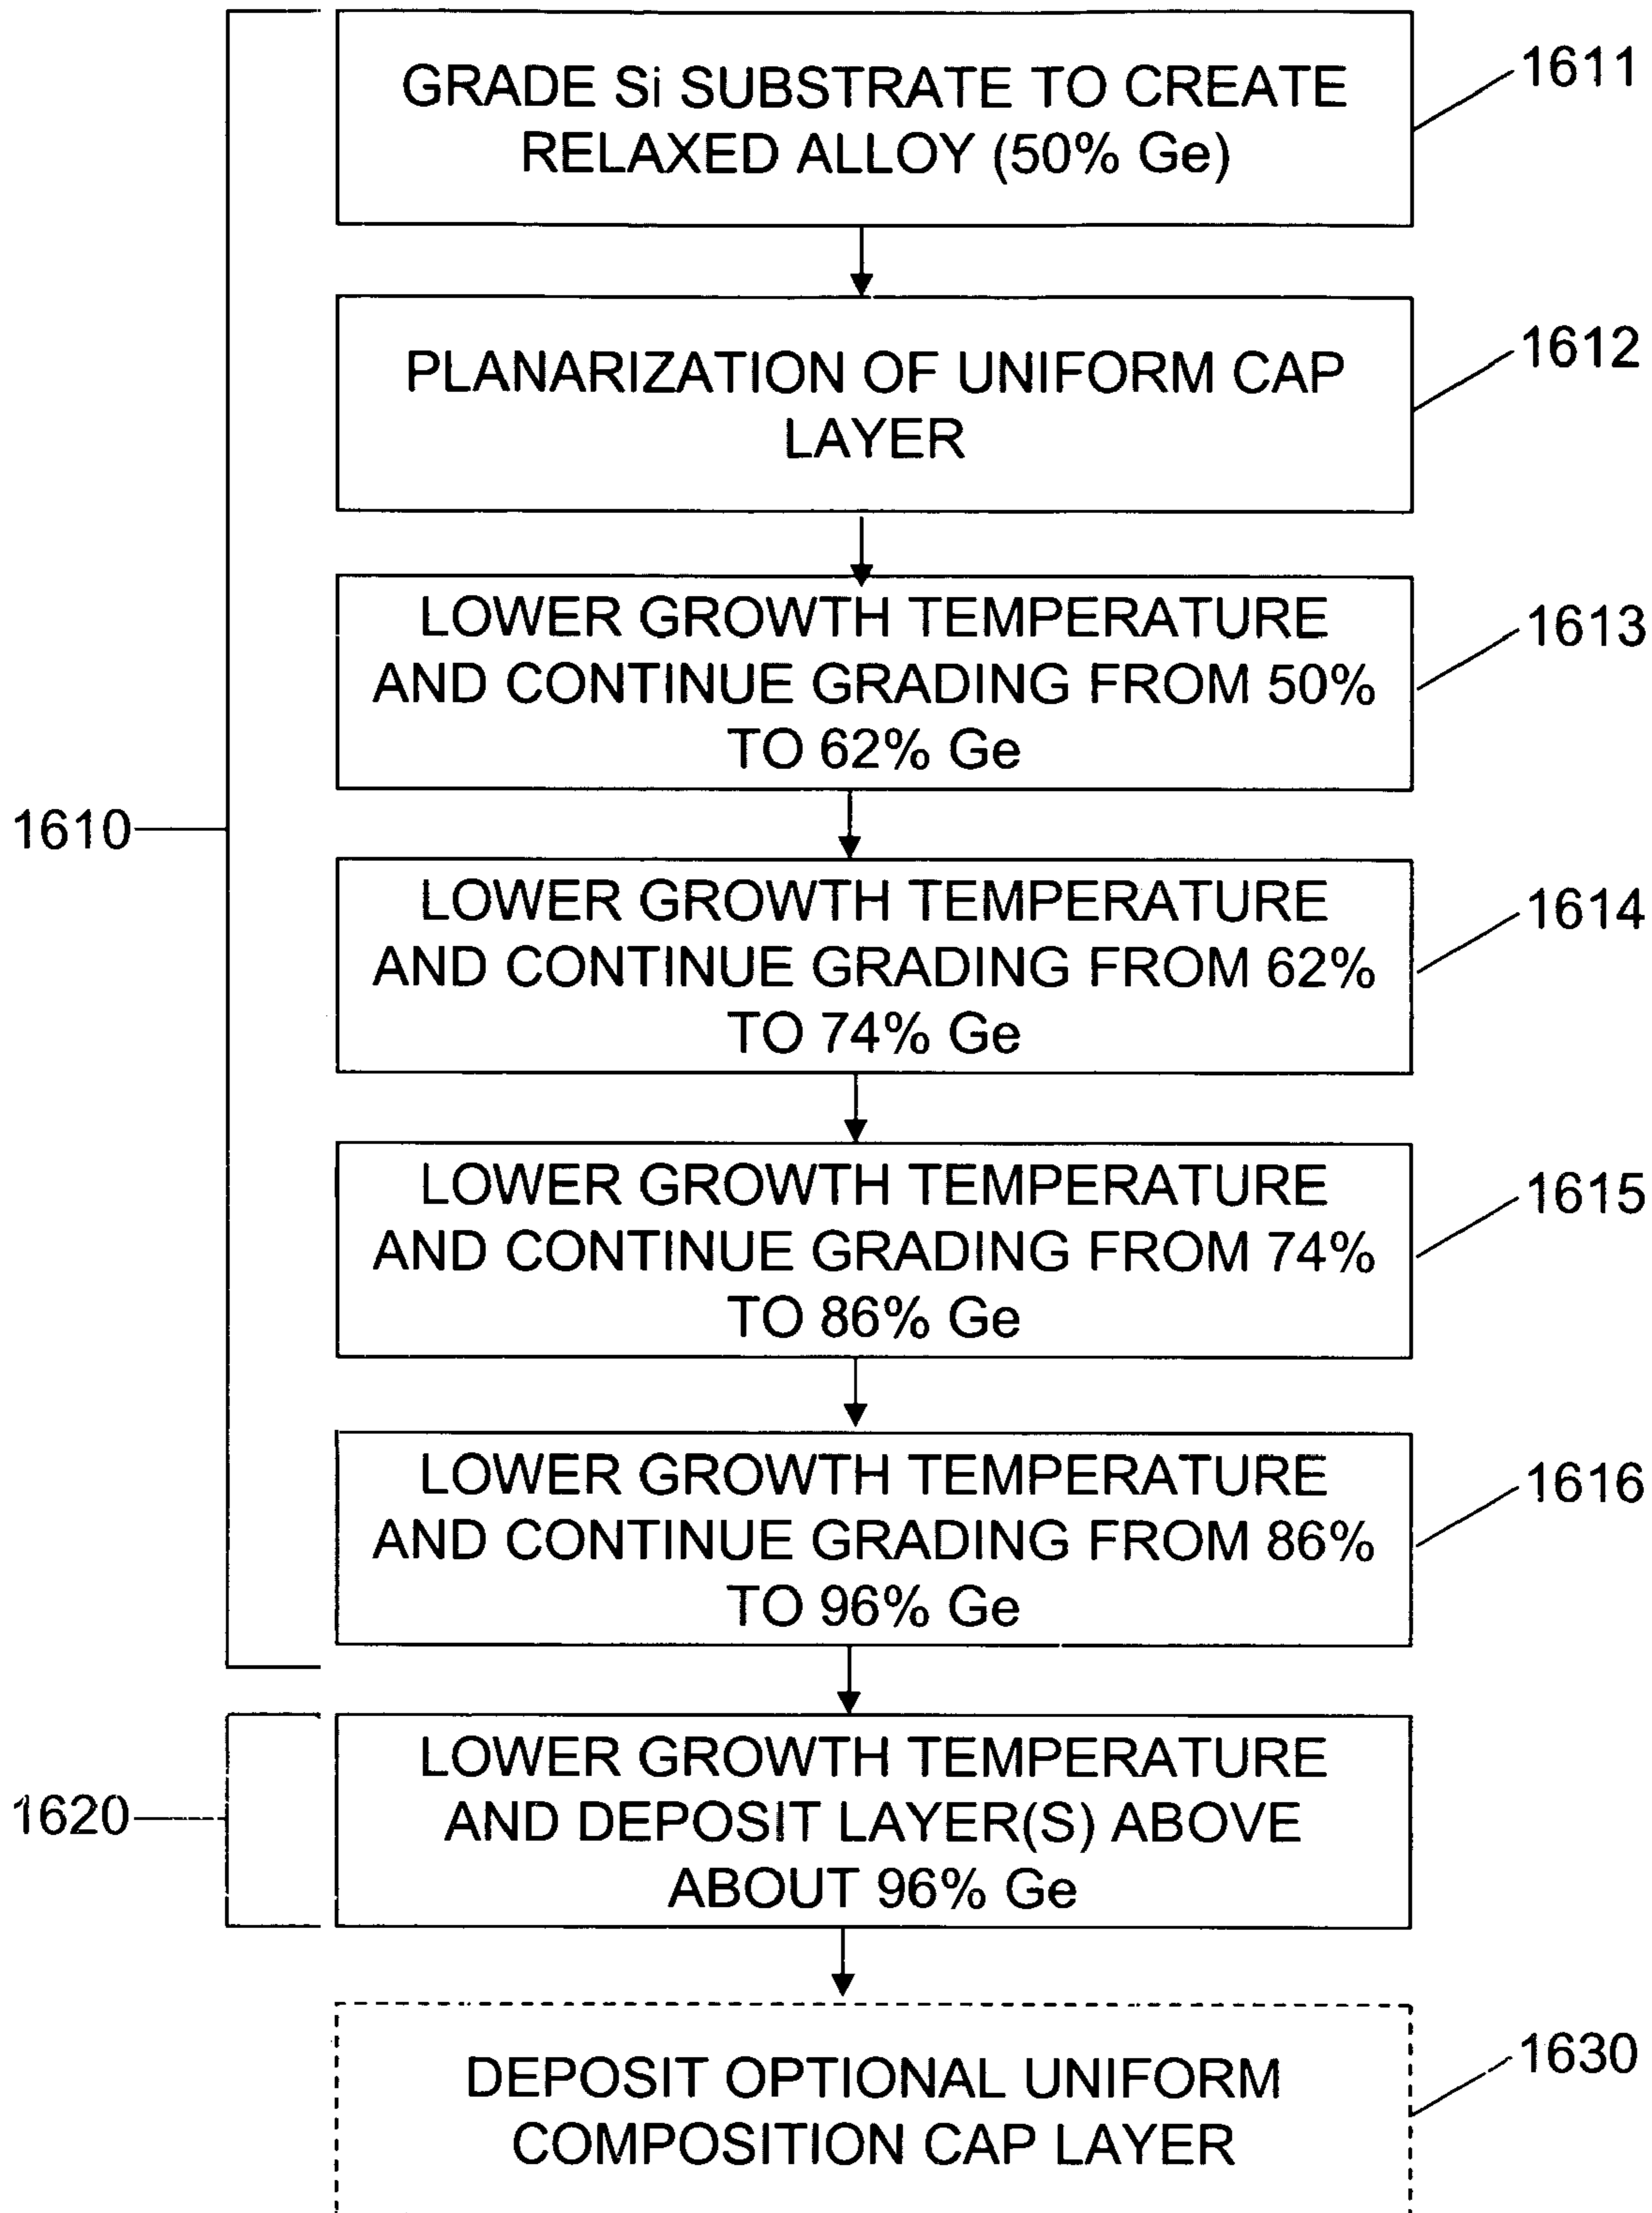 GRADE Si SUBSTRATE TO CREATE
RELAXED ALLOY (50% Ge)
1611
PLANARIZATION OF UNIFORM CAP
LAYER
1612
LOWER GROWTH TEMPERATURE
AND CONTINUE GRADING FROM 50%
TO 62% Ge
1613
1610
LOWER GROWTH TEMPERATURE
AND CONTINUE GRADING FROM 62%
TO 74% Ge
1614
LOWER GROWTH TEMPERATURE
AND CONTINUE GRADING FROM 74%
TO 86% Ge
1615
LOWER GROWTH TEMPERATURE
AND CONTINUE GRADING FROM 86%
TO 96% Ge
1616
LOWER GROWTH TEMPERATURE
AND DEPOSIT LAYER(S) ABOVE
ABOUT 96% Ge
1620
DEPOSIT OPTIONAL UNIFORM
COMPOSITION CAP LAYER
1630